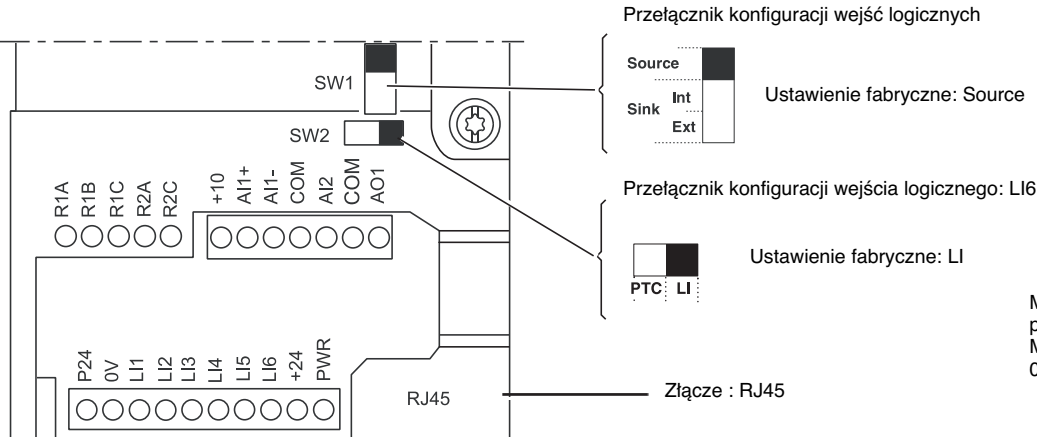 Przełącznik konfiguracji wejść logicznych
SW1
Source
Sink
Int
Ext
Ustawienie fabryczne: Source
SW2
R1A
R1B
R1C
R2A
R2C
+10
AI1+
AI1-
COM
AI2
COM
AO1
Przełącznik konfiguracji wejścia logicznego: LI6
Ustawienie fabryczne: LI
PTC LI
P24
0V
LI1
LI2
LI3
LI4
LI5
LI6
+24
PWR
RJ45
Złącze : RJ45